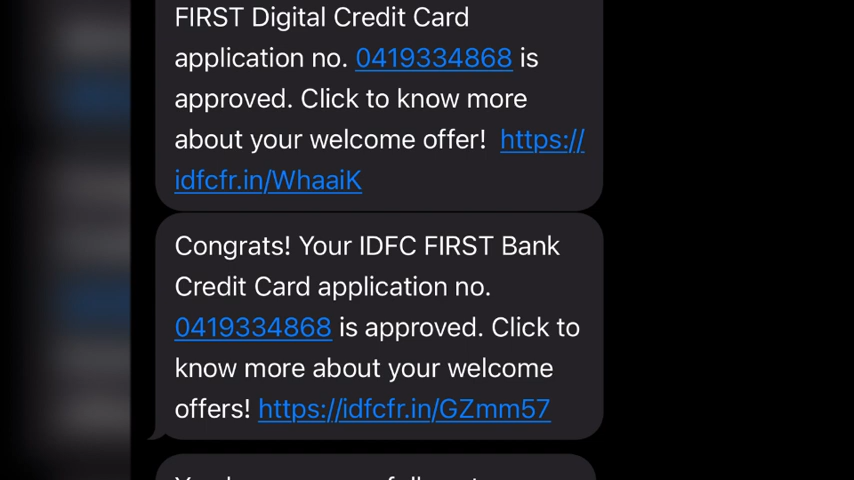 FIRST Digital Credit Card
application no. 0419334868 is
approved. Click to know more
about your welcome offer!  https://
idfcfr.in/WhaaiK
Congrats! Your IDFC FIRST Bank
Credit Card application no.
0419334868 is approved. Click to
know more about your welcome
offers! https://idfcfr.in/GZmm57